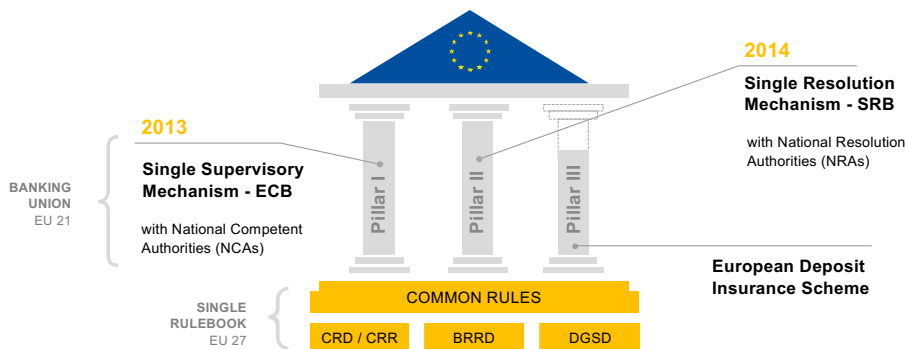 2014
Single Resolution
Mechanism - SRB
with National Resolution
Authorities (NRAs)
2013
Single Supervisory
Mechanism - ECB
with National Competent
Authorities (NCAs)
BANKING
UNION
EU 21
Pillar I
Pillar II
Pillar III
European Deposit
Insurance Scheme
SINGLE
RULEBOOK
EU 27
COMMON RULES
CRD / CRR
BRRD
DGSD